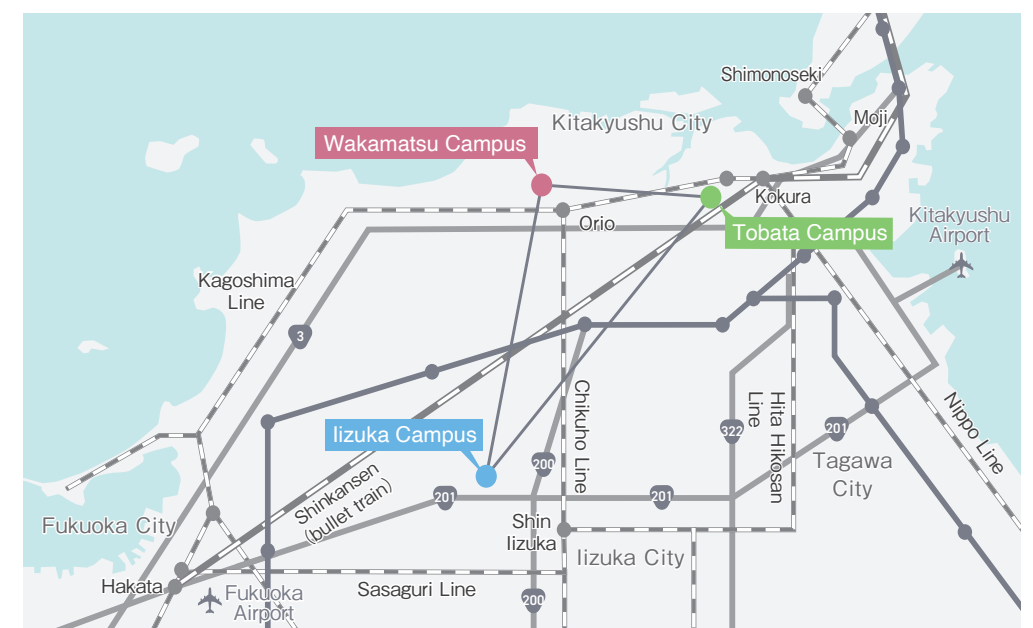 Shimonoseki
Moji
Kitakyushu City
Wakamatsu Campus
Kokura
Orio
Tobata Campus
Kitakyushu
Airport
Kagoshima
Line
3
Chikuho Line
Hita Hikosan
Line
Nippo Line
Iizuka Campus
322
201
200
Tagawa
City
Shinkansen
(bullet train)
201
201
Fukuoka City
Shin
Iizuka
Iizuka City
Hakata
Sasaguri Line
Fukuoka
Airport
200